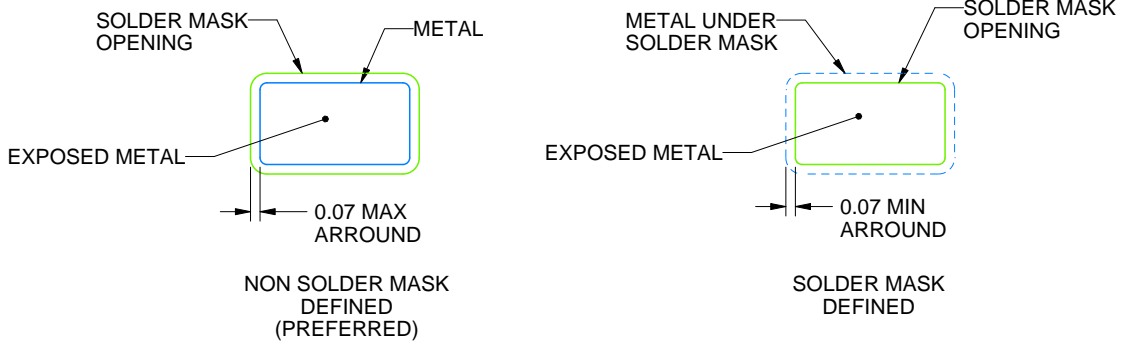 SOLDER MASK
OPENING
METAL
EXPOSED METAL
0.07 MAX
ARROUND
NON SOLDER MASK
DEFINED
(PREFERRED)
METAL UNDER
SOLDER MASK
SOLDER MASK
OPENING
EXPOSED METAL
0.07 MIN
ARROUND
SOLDER MASK
DEFINED